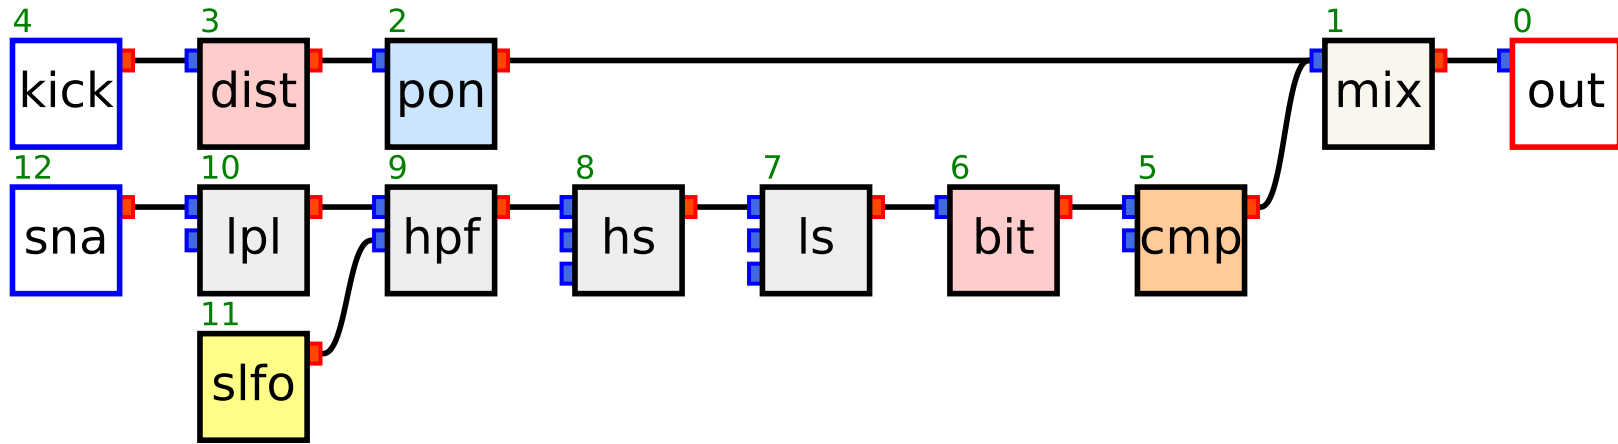 4 3 2 1 0
kick dist pon mix out
12 10 9 8 7 6 5
sna lpl hpf hs ls bit cmp
11
slfo